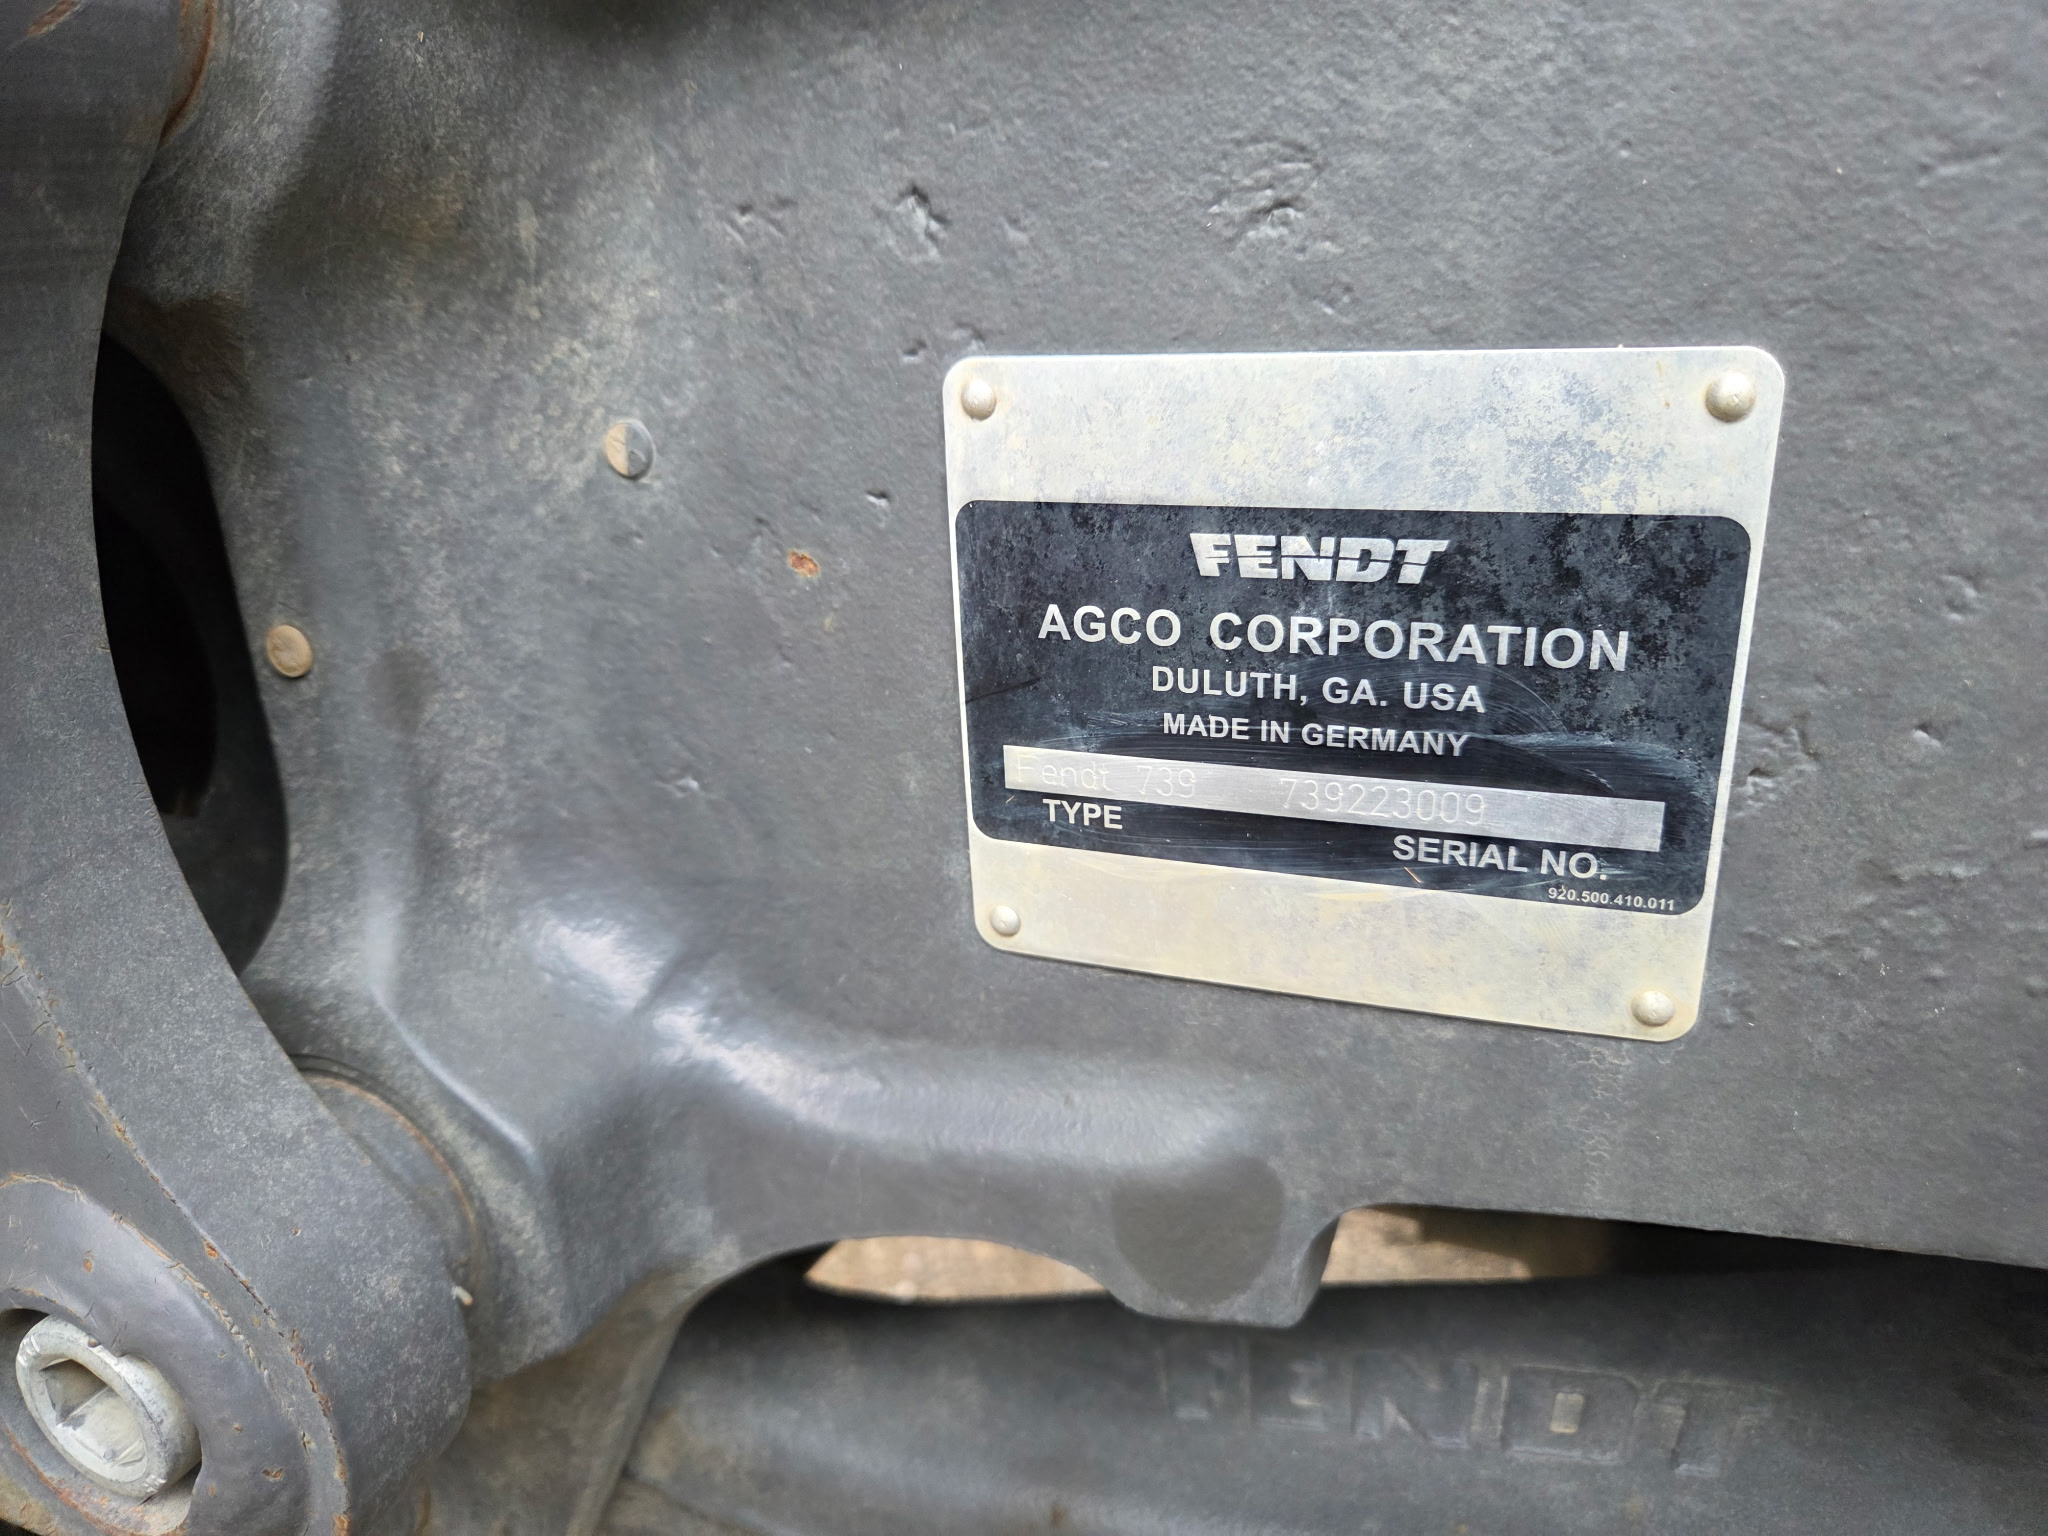 FENDT
AGCO CORPORATION
DULUTH, GA. USA
MADE IN GERMANY
Fendt 739 739223009
TYPE
SERIAL NO.
920.500.410.011
FENDT